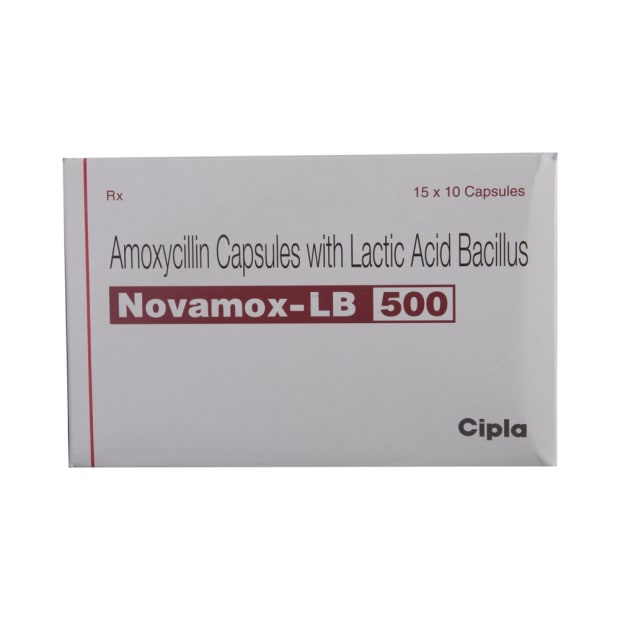 Rx
15 x 10 Capsules
Amoxycillin Capsules with Lactic Acid Bacillus
Novamox-LB 500
Cipla